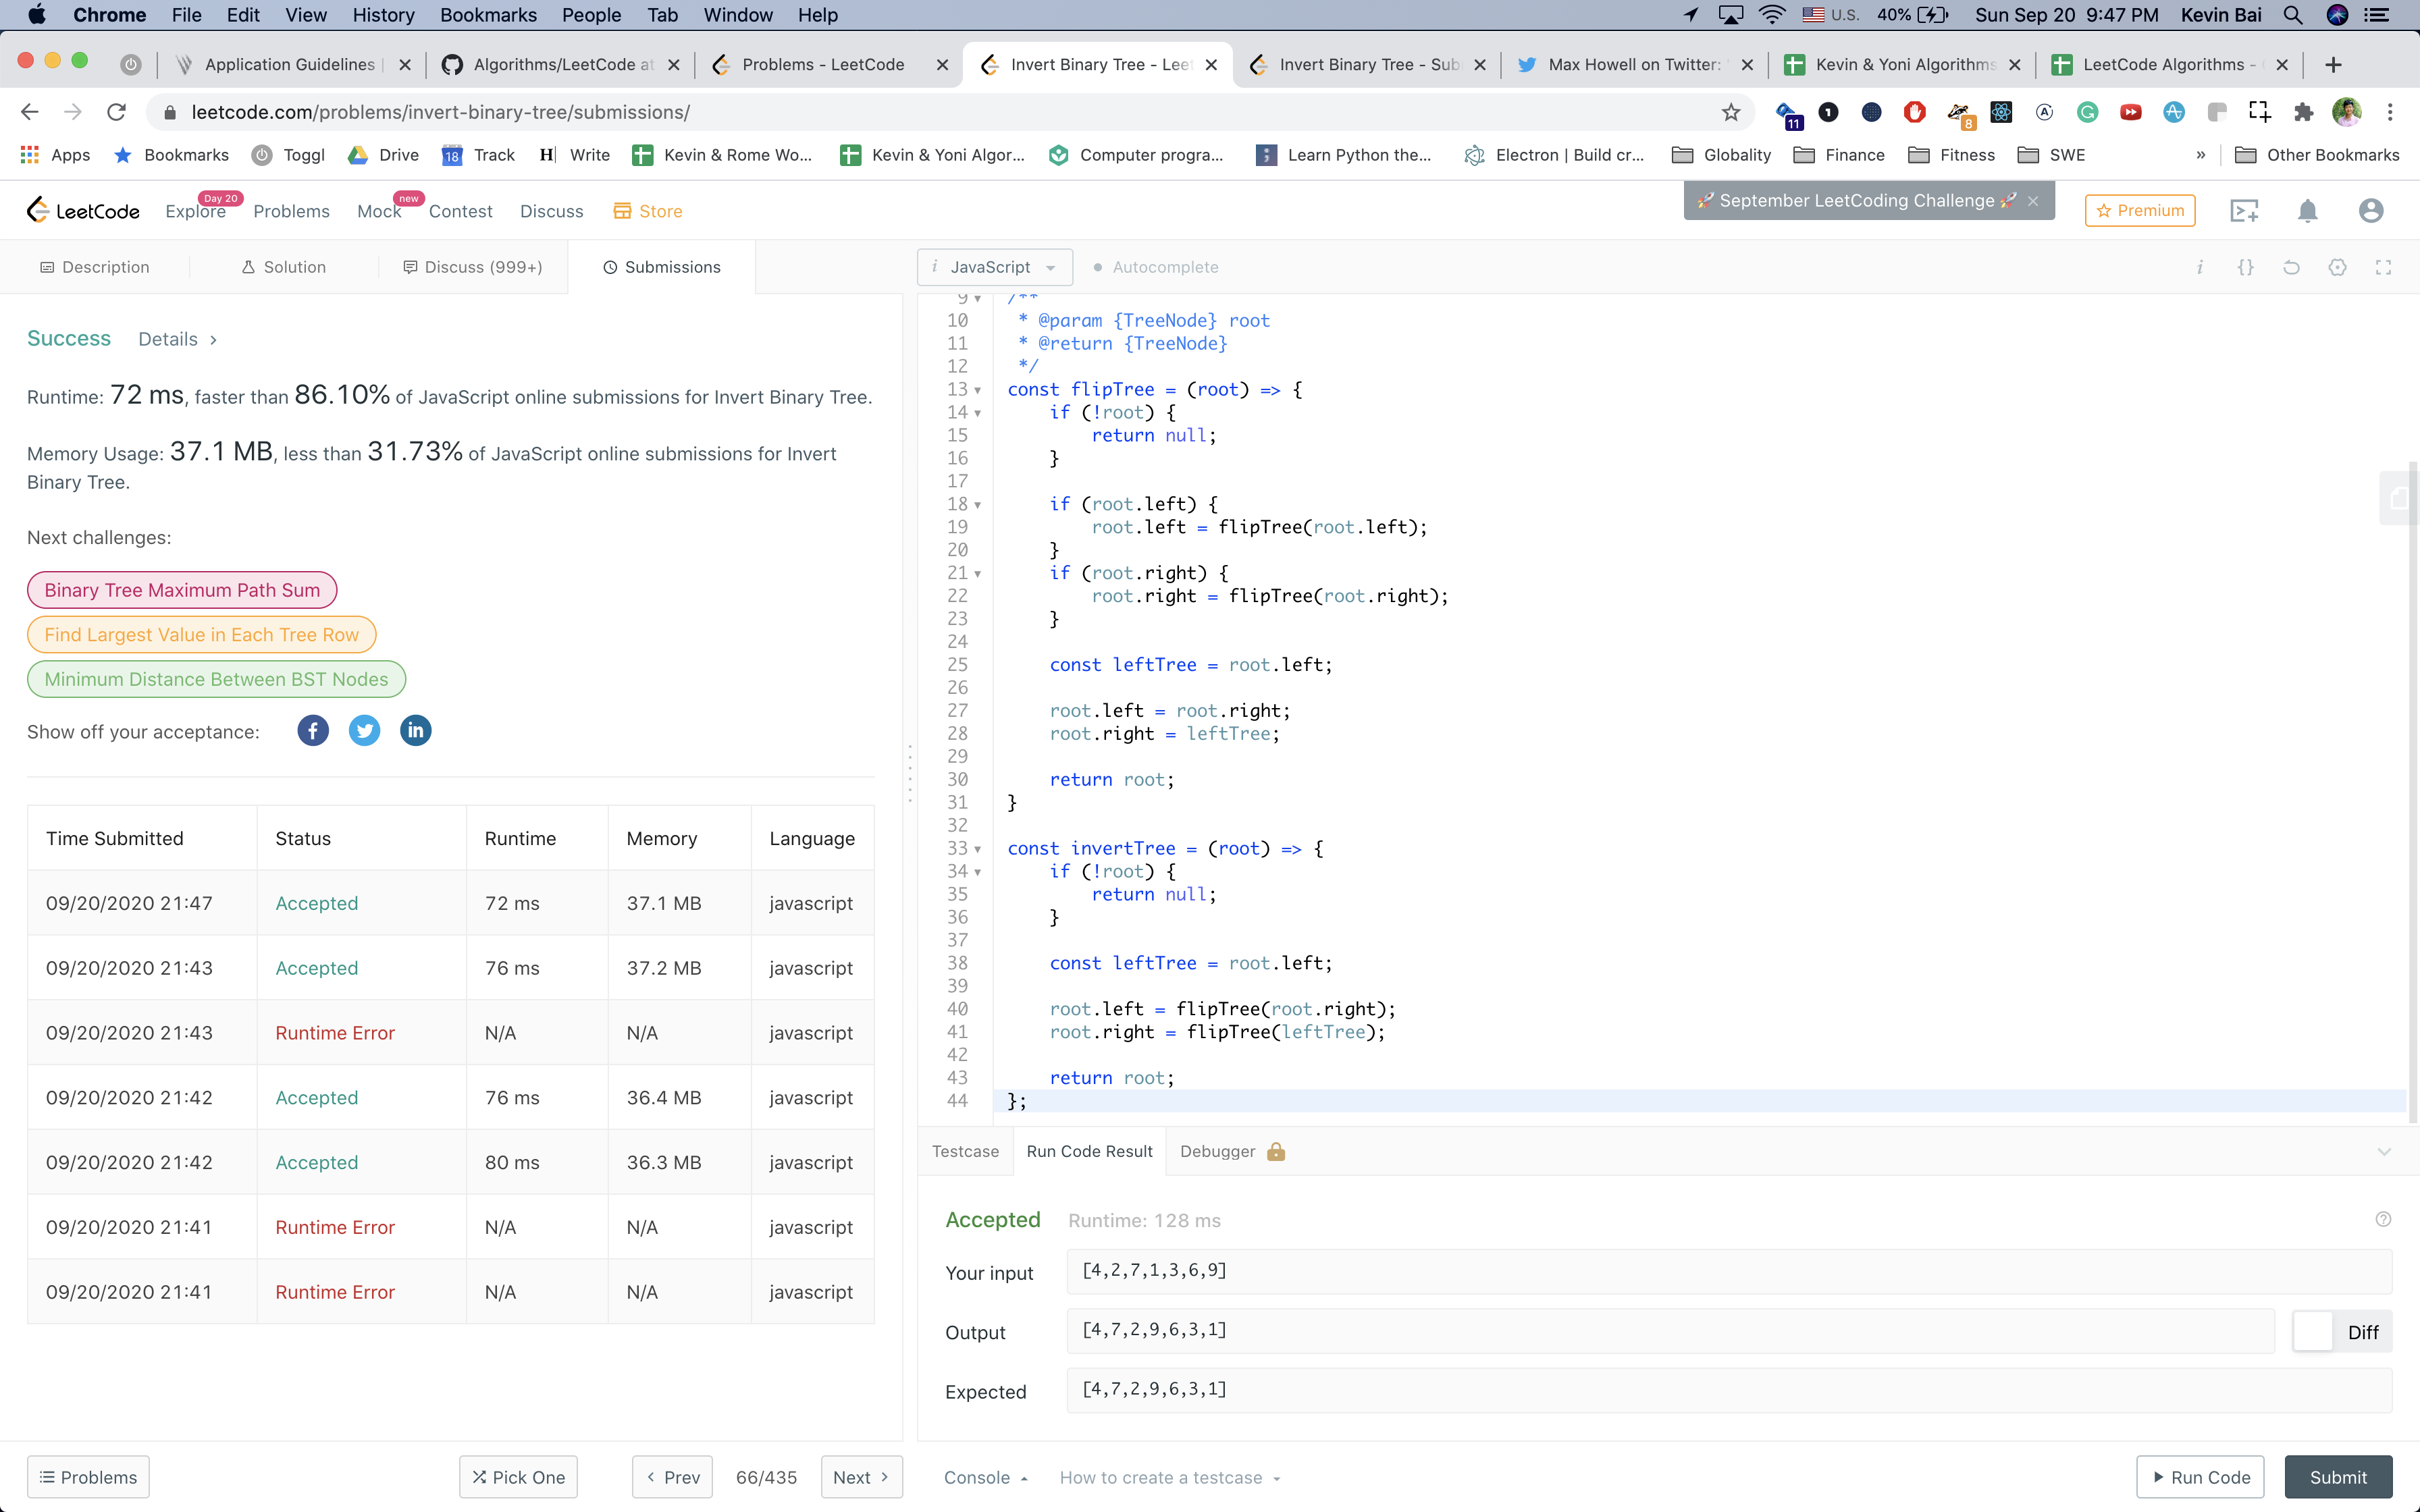 Chrome File Edit View History Bookmarks People Tab Window Help U.S. 40% Sun Sep 20 9:47 PM Kevin Bai
Application Guidelines | Algorithms/LeetCode at Problems - LeetCode Invert Binary Tree - Leet Invert Binary Tree - Sub Max Howell on Twitter: Kevin & Yoni Algorithms LeetCode Algorithms -
leetcode.com/problems/invert-binary-tree/submissions/ 11 8
Apps Bookmarks Toggl Drive 18 Track H Write Kevin & Rome Wo... Kevin & Yoni Algor... Computer progra... Learn Python the... Electron | Build cr... Globality Finance Fitness SWE » Other Bookmarks
LeetCode Explore Day 20 Problems Mock new Contest Discuss Store 🚀 September LeetCoding Challenge 🚀 Premium
Description Solution Discuss (999+) Submissions
i JavaScript Autocomplete i {}
Success Details >
Runtime: 72 ms, faster than 86.10% of JavaScript online submissions for Invert Binary Tree.
Memory Usage: 37.1 MB, less than 31.73% of JavaScript online submissions for Invert
Binary Tree.
Next challenges:
Binary Tree Maximum Path Sum
Find Largest Value in Each Tree Row
Minimum Distance Between BST Nodes
Show off your acceptance:
Time Submitted Status Runtime Memory Language
09/20/2020 21:47 Accepted 72 ms 37.1 MB javascript
09/20/2020 21:43 Accepted 76 ms 37.2 MB javascript
09/20/2020 21:43 Runtime Error N/A N/A javascript
09/20/2020 21:42 Accepted 76 ms 36.4 MB javascript
09/20/2020 21:42 Accepted 80 ms 36.3 MB javascript
09/20/2020 21:41 Runtime Error N/A N/A javascript
09/20/2020 21:41 Runtime Error N/A N/A javascript
9 /**
10 * @param {TreeNode} root
11 * @return {TreeNode}
12 */
13 const flipTree = (root) => {
14 if (!root) {
15 return null;
16 }
17
18 if (root.left) {
19 root.left = flipTree(root.left);
20 }
21 if (root.right) {
22 root.right = flipTree(root.right);
23 }
24
25 const leftTree = root.left;
26
27 root.left = root.right;
28 root.right = leftTree;
29
30 return root;
31 }
32
33 const invertTree = (root) => {
34 if (!root) {
35 return null;
36 }
37
38 const leftTree = root.left;
39
40 root.left = flipTree(root.right);
41 root.right = flipTree(leftTree);
42
43 return root;
44 };
Testcase Run Code Result Debugger
Accepted Runtime: 128 ms
Your input [4,2,7,1,3,6,9]
Output [4,7,2,9,6,3,1] Diff
Expected [4,7,2,9,6,3,1]
Problems Pick One < Prev 66/435 Next > Console How to create a testcase Run Code Submit